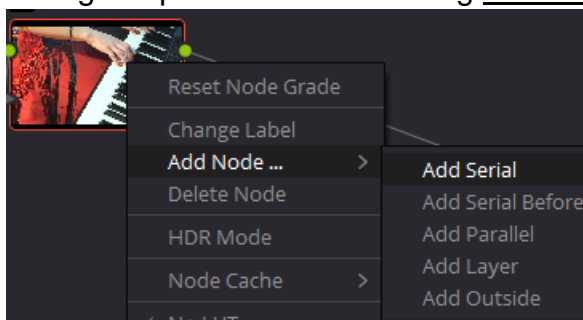 Reset Node Grade
Change Label
Add Node ... >
Add Serial
Delete Node
Add Serial Before
HDR Mode
Add Parallel
Add Layer
Node Cache >
Add Outside